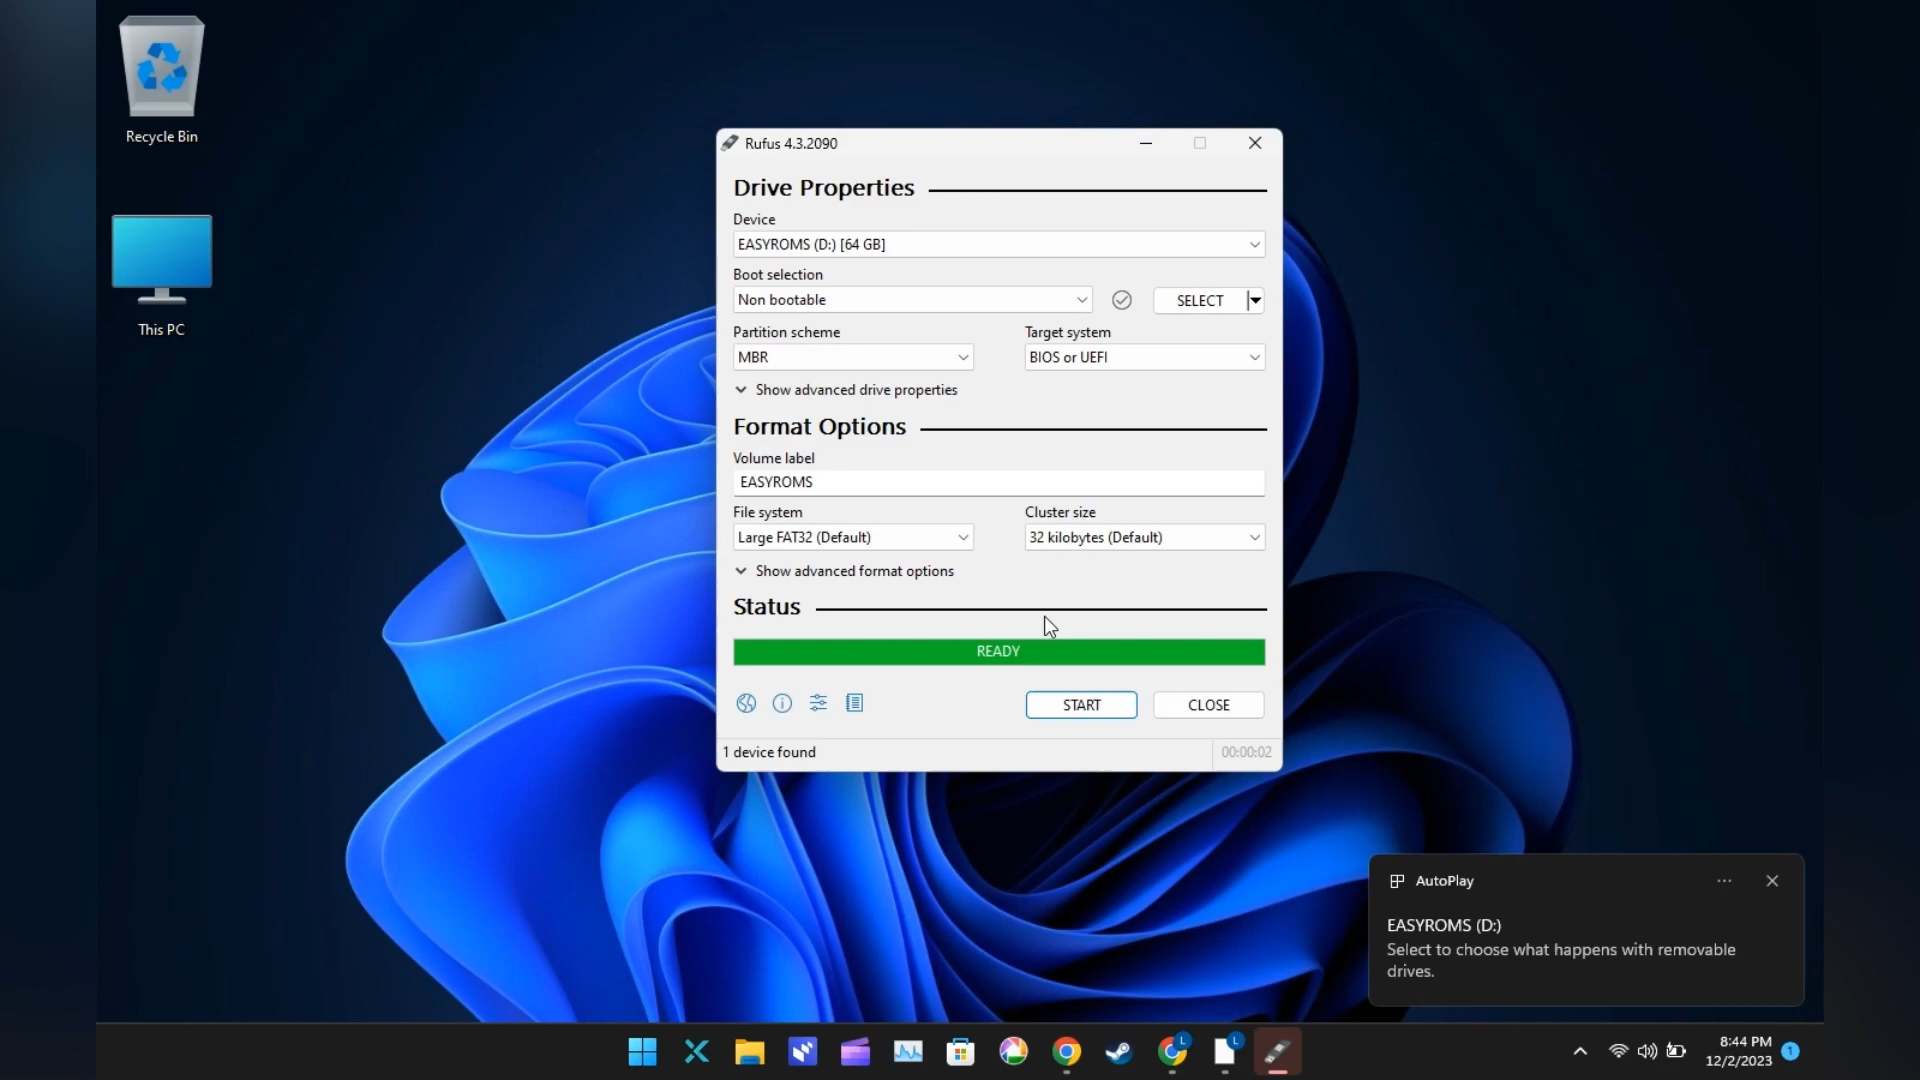 Recycle Bin
This PC
Rufus 4.3.2090
Drive Properties
Device
EASYROMS (D:) [64 GB]
Boot selection
Non bootable
SELECT
Partition scheme
Target system
MBR
BIOS or UEFI
Show advanced drive properties
Format Options
Volume label
EASYROMS
File system
Cluster size
Large FAT32 (Default)
32 kilobytes (Default)
Show advanced format options
Status
READY
START
CLOSE
1 device found
00:00:02
AutoPlay
EASYROMS (D:)
Select to choose what happens with removable
drives.
L
L
8:44 PM
12/2/2023
1